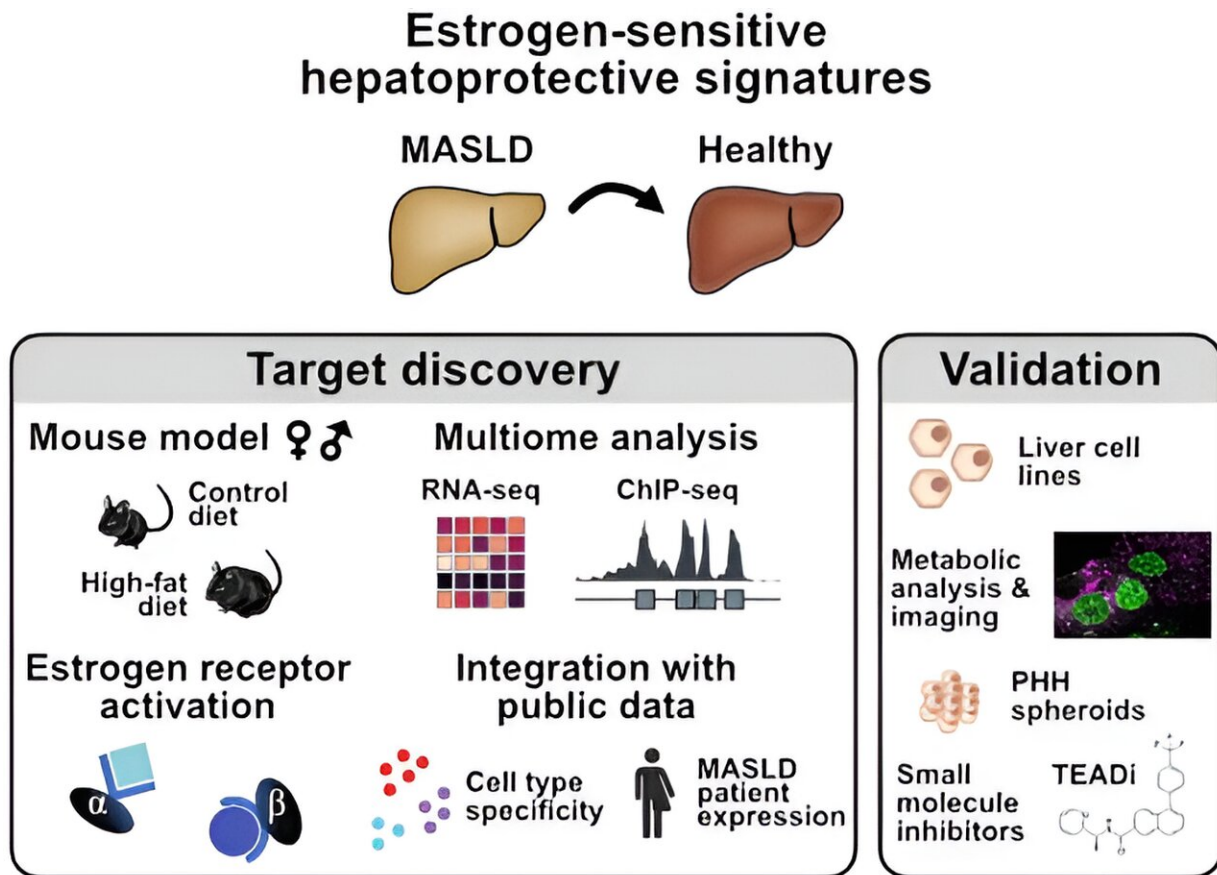 Estrogen-sensitive
hepatoprotective signatures
MASLD
Healthy
Target discovery
Mouse model ♀♂
Control
diet
High-fat
diet
Multiome analysis
RNA-seq
ChIP-seq
Estrogen receptor
activation
α
β
Integration with
public data
Cell type
specificity
MASLD
patient
expression
Validation
Liver cell
lines
Metabolic
analysis &
imaging
PHH
spheroids
Small
molecule
inhibitors
TEADi